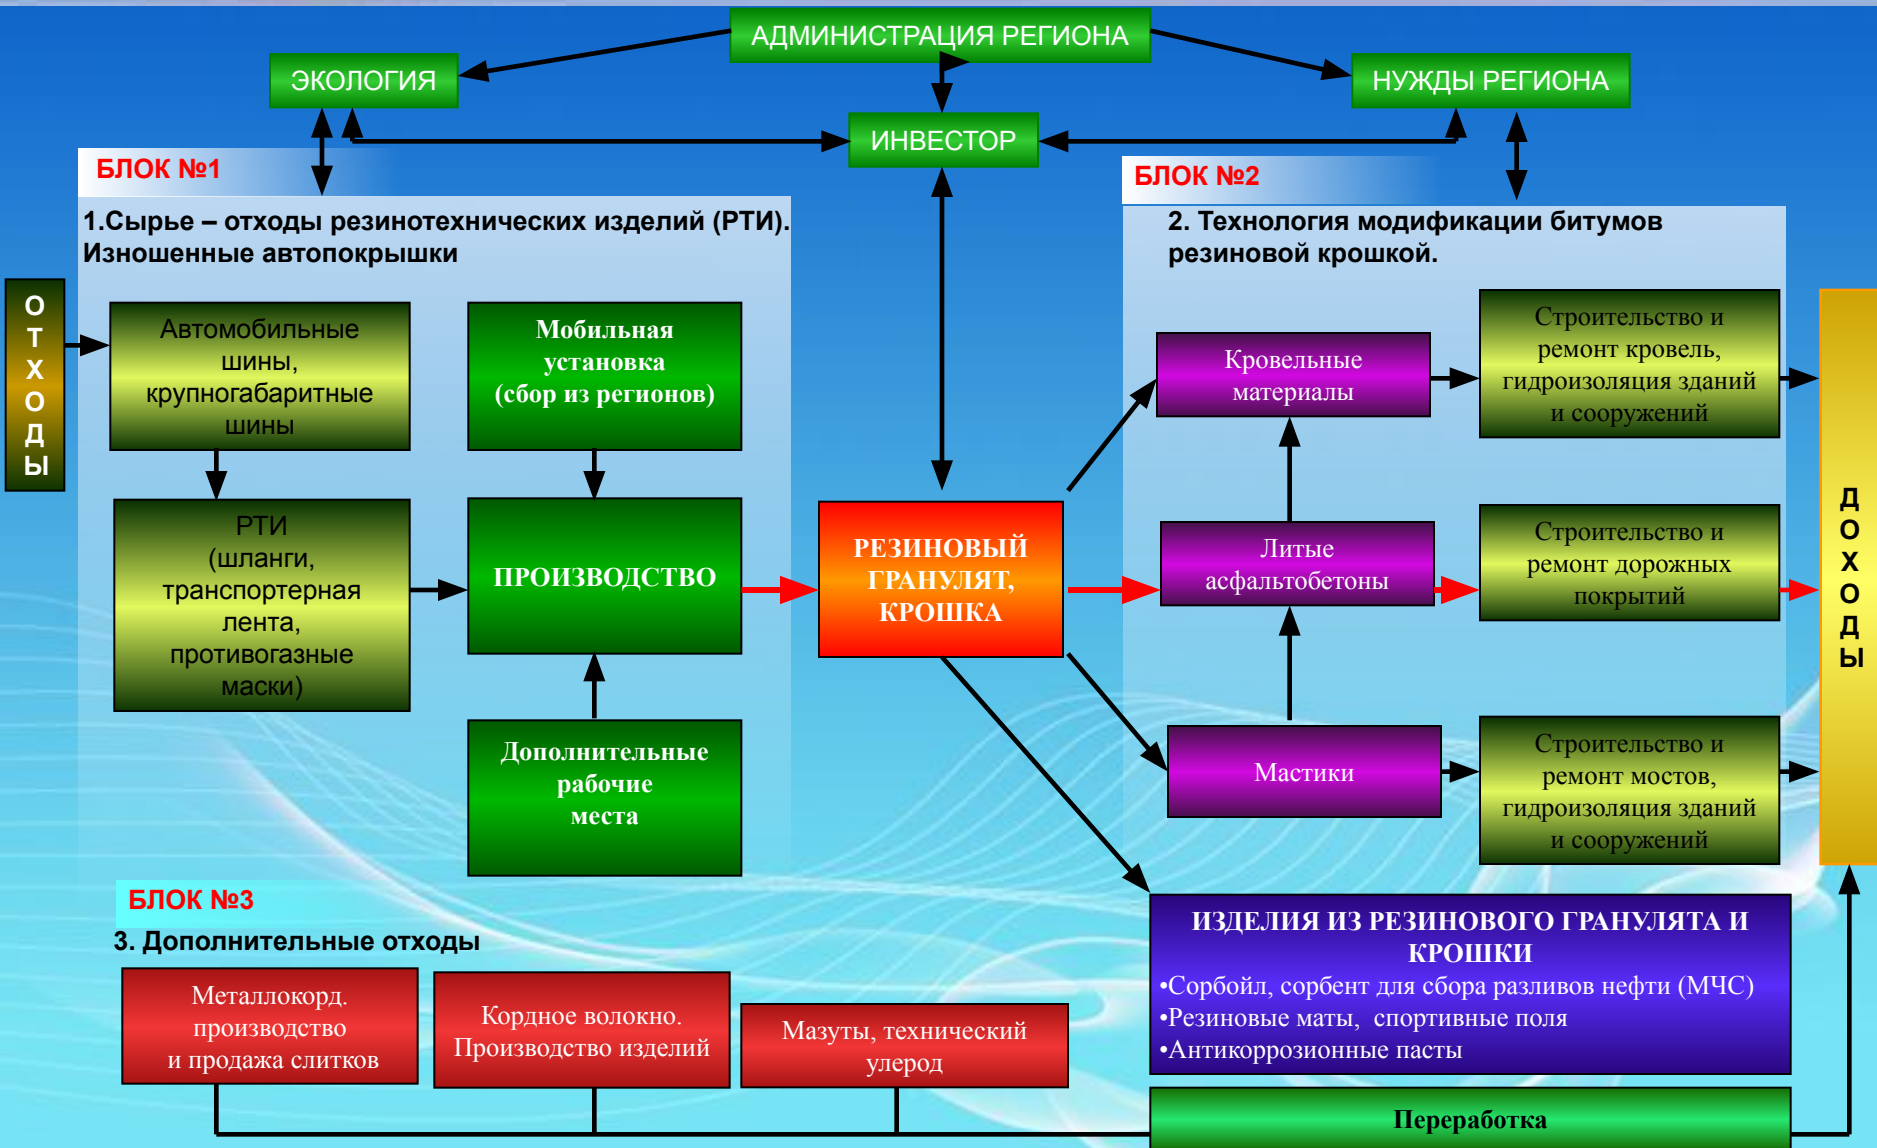 АДМИНИСТРАЦИЯ РЕГИОНА
ЭКОЛОГИЯ
НУЖДЫ РЕГИОНА
ИНВЕСТОР
БЛОК №1
1.Сырье – отходы резинотехнических изделий (РТИ).
Изношенные автопокрышки
ОТХОДЫ
Автомобильные
шины,
крупногабаритные
шины
Мобильная
установка
(сбор из регионов)
РТИ
(шланги,
транспортерная
лента,
противогазные
маски)
ПРОИЗВОДСТВО
Дополнительные
рабочие
места
РЕЗИНОВЫЙ
ГРАНУЛЯТ,
КРОШКА
БЛОК №2
2. Технология модификации битумов
резиновой крошкой.
Кровельные
материалы
Строительство и
ремонт кровель,
гидроизоляция зданий
и сооружений
Литые
асфальтобетоны
Строительство и
ремонт дорожных
покрытий
Мастики
Строительство и
ремонт мостов,
гидроизоляция зданий
и сооружений
ДОХОДЫ
БЛОК №3
3. Дополнительные отходы
Металлокорд.
производство
и продажа слитков
Кордное волокно.
Производство изделий
Мазуты, технический
улерод
ИЗДЕЛИЯ ИЗ РЕЗИНОВОГО ГРАНУЛЯТА И
КРОШКИ
•Сорбойл, сорбент для сбора разливов нефти (МЧС)
•Резиновые маты, спортивные поля
•Антикоррозионные пасты
Переработка